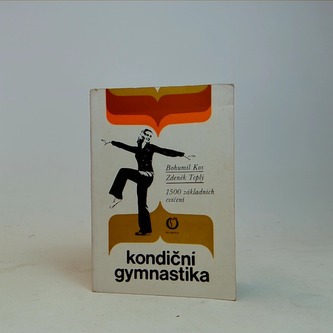 Bohumil Kos
Zdeněk Teplý
1500 základních
cvičení
kondiční
gymnastika